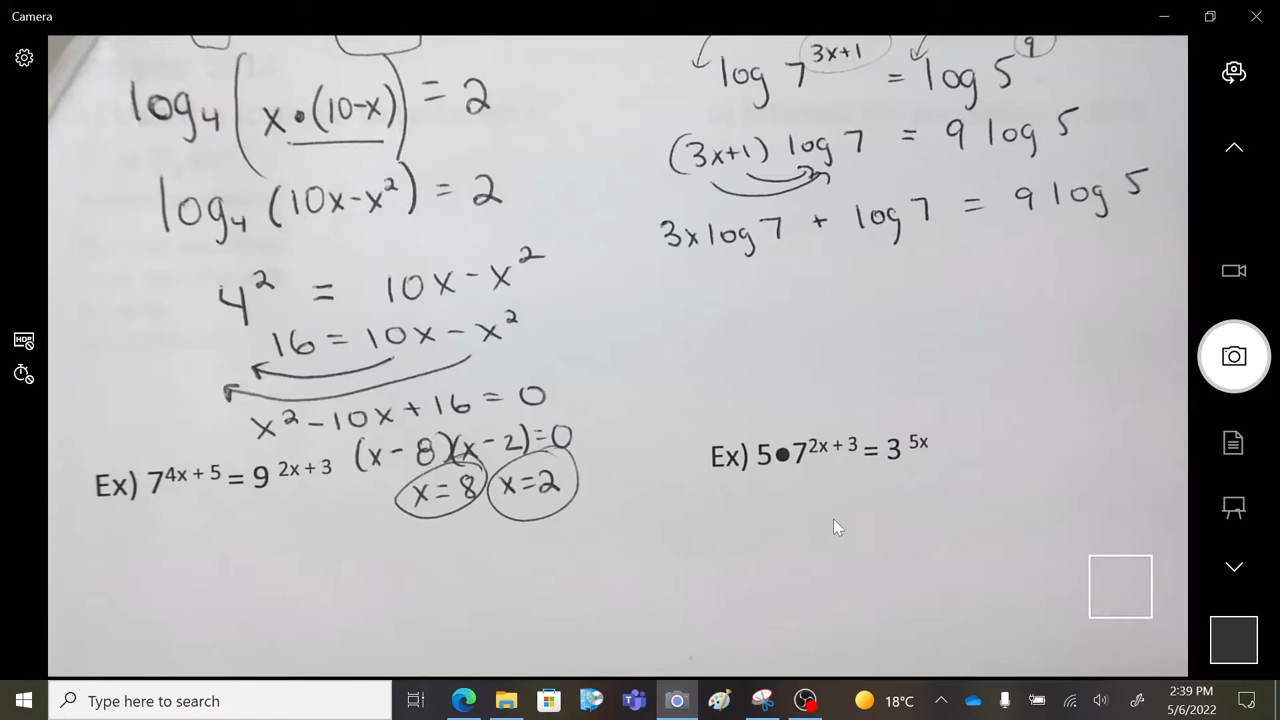 Camera
log₄(x•(10-x)) = 2
log₄(10x-x²) = 2
4² = 10x-x²
16 = 10x-x²
x²-10x+16=0
(x-8)(x-2)=0
x=8 x=2
Ex) 7^(4x + 5) = 9^(2x + 3)
log 7^(3x+1) = log 5^9
(3x+1) log 7 = 9 log 5
3x log 7 + log 7 = 9 log 5
Ex) 5●7^(2x + 3) = 3^(5x)
HDR
Type here to search
18°C
2:39 PM
5/6/2022